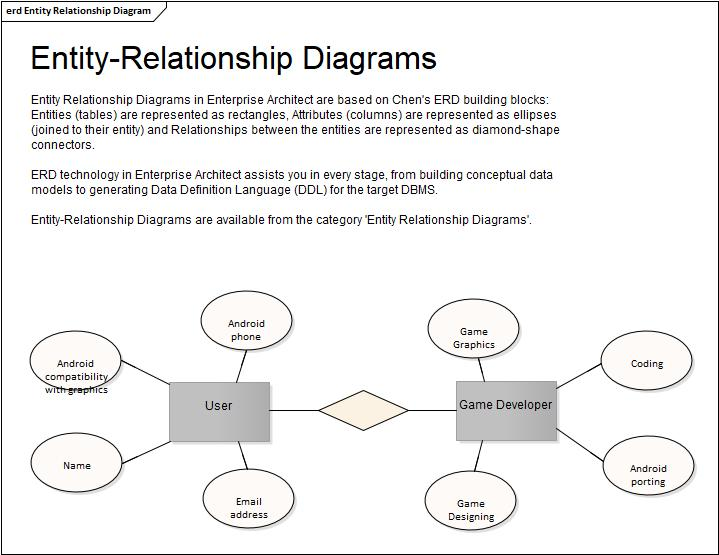 erd Entity Relationship Diagram
Entity-Relationship Diagrams
Entity Relationship Diagrams in Enterprise Architect are based on Chen's ERD building blocks:
Entities (tables) are represented as rectangles, Attributes (columns) are represented as ellipses
(joined to their entity) and Relationships between the entities are represented as diamond-shape
connectors.
ERD technology in Enterprise Architect assists you in every stage, from building conceptual data
models to generating Data Definition Language (DDL) for the target DBMS.
Entity-Relationship Diagrams are available from the category 'Entity Relationship Diagrams'.
Android
phone
Game
Graphics
Android
compatibility
with graphics
Coding
User
Game Developer
Name
Android
porting
Email
address
Game
Designing